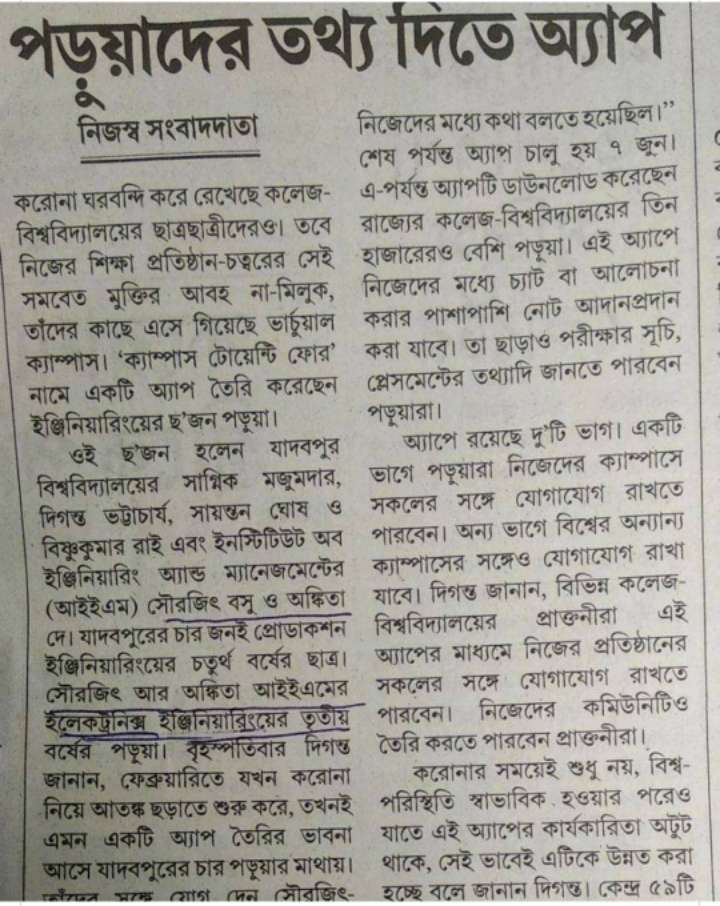 পড়ুয়াদের তথ্য দিতে অ্যাপ
নিজস্ব সংবাদদাতা
করোনা ঘরবন্দি করে রেখেছে কলেজ-
বিশ্ববিদ্যালয়ের ছাত্রছাত্রীদেরও। তবে
নিজের শিক্ষা প্রতিষ্ঠান-চত্বরের সেই
সমবেত মুক্তির আবহ না-মিলুক,
তাঁদের কাছে এসে গিয়েছে ভার্চুয়াল
ক্যাম্পাস। ‘ক্যাম্পাস টোয়েন্টি ফোর’
নামে একটি অ্যাপ তৈরি করেছেন
ইঞ্জিনিয়ারিংয়ের ছ’জন পড়ুয়া।
ওই ছ’জন হলেন যাদবপুর
বিশ্ববিদ্যালয়ের সাগ্নিক মজুমদার,
দিগন্ত ভট্টাচার্য, সায়ন্তন ঘোষ ও
বিষ্ণুকুমার রাই এবং ইনস্টিটিউট অব
ইঞ্জিনিয়ারিং অ্যান্ড ম্যানেজমেন্টের
(আইইএম) সৌরজিৎ বসু ও অঙ্কিতা
দে। যাদবপুরের চার জনই প্রোডাকশন
ইঞ্জিনিয়ারিংয়ের চতুর্থ বর্ষের ছাত্র।
সৌরজিৎ আর অঙ্কিতা আইইএমের
ইলেকট্রনিক্স ইঞ্জিনিয়ারিংয়ের তৃতীয়
বর্ষের পড়ুয়া। বৃহস্পতিবার দিগন্ত
জানান, ফেব্রুয়ারিতে যখন করোনা
নিয়ে আতঙ্ক ছড়াতে শুরু করে, তখনই
এমন একটি অ্যাপ তৈরির ভাবনা
আসে যাদবপুরের চার পড়ুয়ার মাথায়।
তাঁদের সঙ্গে যোগ দেন সৌরজিৎ-
নিজেদের মধ্যে কথা বলতে হয়েছিল।’’
শেষ পর্যন্ত অ্যাপ চালু হয় ৭ জুন।
এ-পর্যন্ত অ্যাপটি ডাউনলোড করেছেন
রাজ্যের কলেজ-বিশ্ববিদ্যালয়ের তিন
হাজারেরও বেশি পড়ুয়া। এই অ্যাপে
নিজেদের মধ্যে চ্যাট বা আলোচনা
করার পাশাপাশি নোট আদানপ্রদান
করা যাবে। তা ছাড়াও পরীক্ষার সূচি,
প্লেসমেন্টের তথ্যাদি জানতে পারবেন
পড়ুয়ারা।
অ্যাপে রয়েছে দু’টি ভাগ। একটি
ভাগে পড়ুয়ারা নিজেদের ক্যাম্পাসে
সকলের সঙ্গে যোগাযোগ রাখতে
পারবেন। অন্য ভাগে বিশ্বের অন্যান্য
ক্যাম্পাসের সঙ্গেও যোগাযোগ রাখা
যাবে। দিগন্ত জানান, বিভিন্ন কলেজ-
বিশ্ববিদ্যালয়ের প্রাক্তনীরা এই
অ্যাপের মাধ্যমে নিজের প্রতিষ্ঠানের
সকলের সঙ্গে যোগাযোগ রাখতে
পারবেন। নিজেদের কমিউনিটিও
তৈরি করতে পারবেন প্রাক্তনীরা।
করোনার সময়েই শুধু নয়, বিশ্ব-
পরিস্থিতি স্বাভাবিক হওয়ার পরেও
যাতে এই অ্যাপের কার্যকারিতা অটুট
থাকে, সেই ভাবেই এটিকে উন্নত করা
হচ্ছে বলে জানান দিগন্ত। কেন্দ্র ৫৯টি